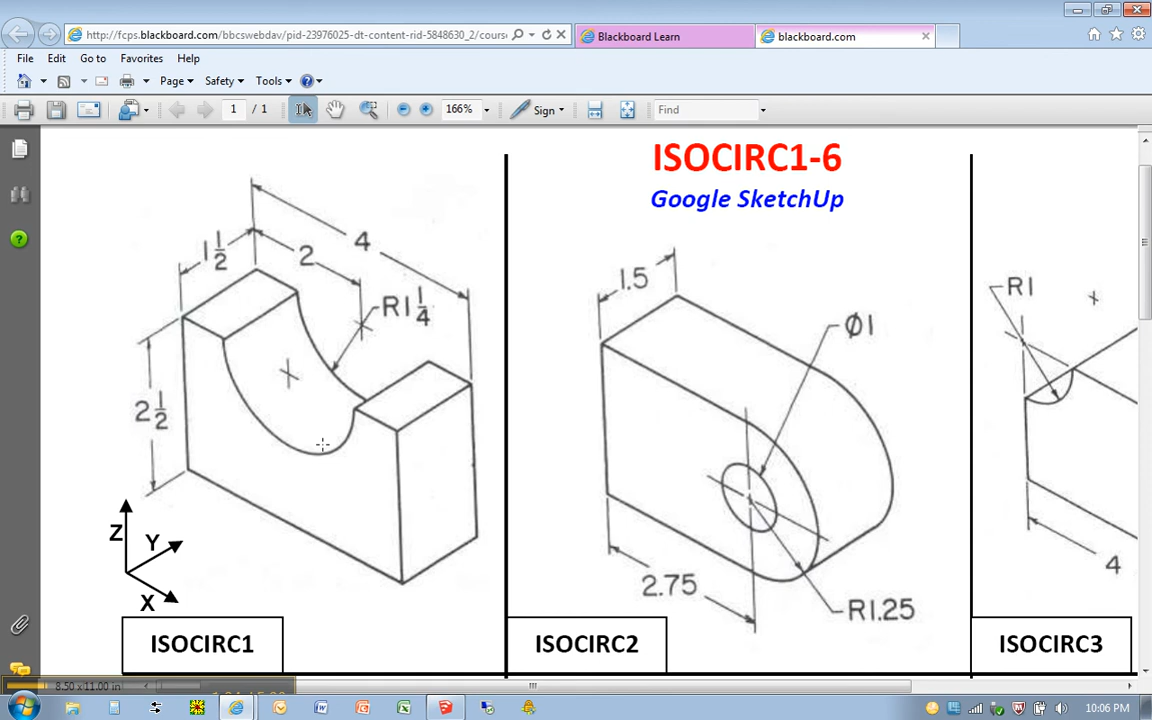 http://fcps.blackboard.com/bbcswebdav/pid-23976025-dt-content-rid-5848630_2/course
Blackboard Learn
blackboard.com
File Edit Go to Favorites Help
Page Safety Tools
1 / 1
166%
Sign
Find
ISOCIRC1-6
Google SketchUp
4
1 1/2
2
R1 1/4
2 1/2
Z
Y
X
ISOCIRC1
1.5
Ø1
2.75
R1.25
ISOCIRC2
R1
4
ISOCIRC3
8.50 x 11.00 in
10:06 PM